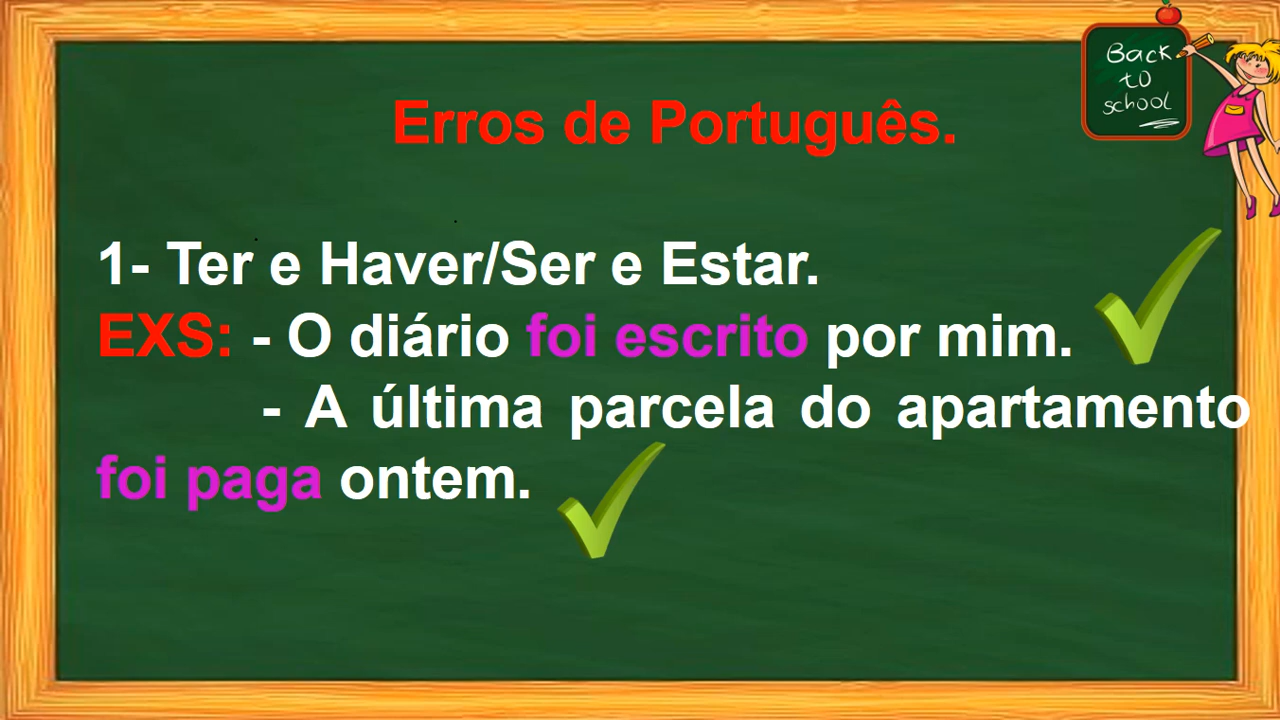 Back
to
school
Erros de Português.
1- Ter e Haver/Ser e Estar.
EXS: - O diário foi escrito por mim.
- A última parcela do apartamento
foi paga ontem.